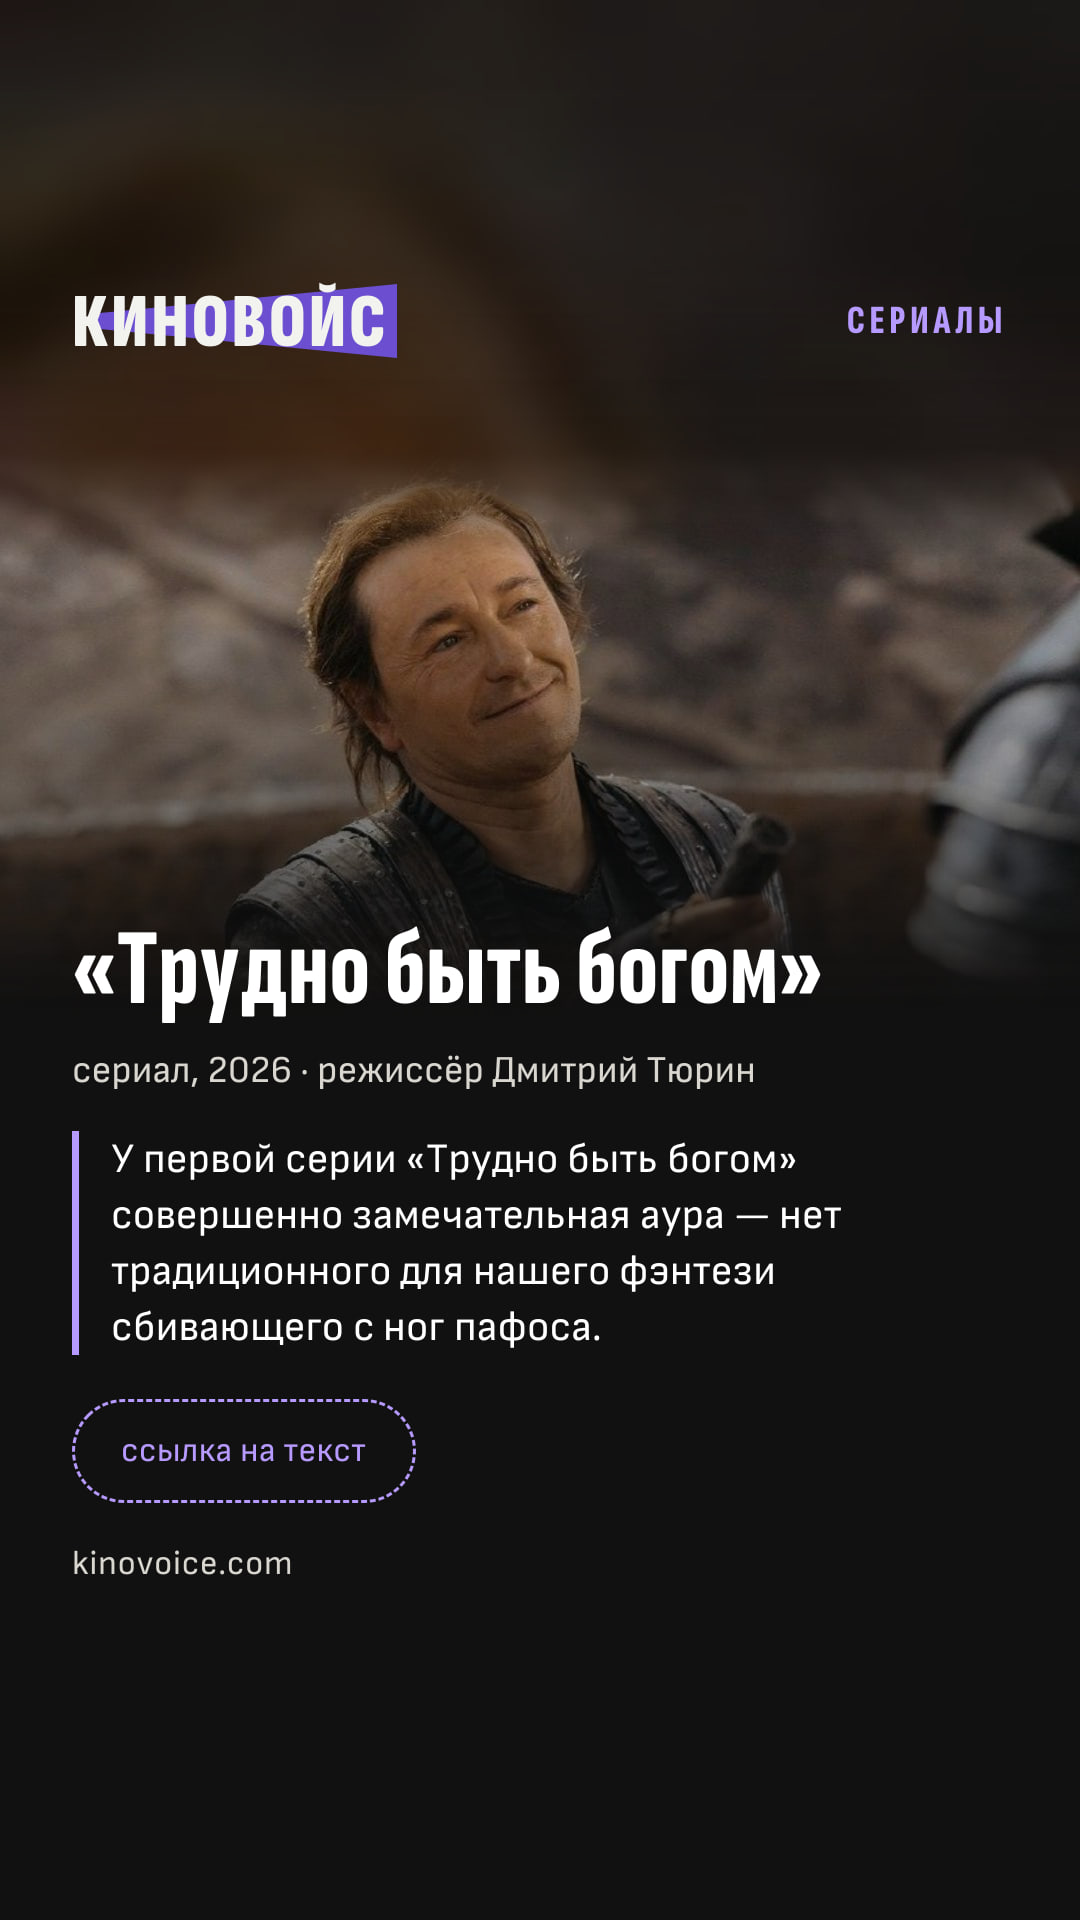 КИНОВОЙС
СЕРИАЛЫ
«Трудно быть богом»
сериал, 2026 · режиссёр Дмитрий Тюрин
У первой серии «Трудно быть богом»
совершенно замечательная аура — нет
традиционного для нашего фэнтези
сбивающего с ног пафоса.
ссылка на текст
kinovoice.com